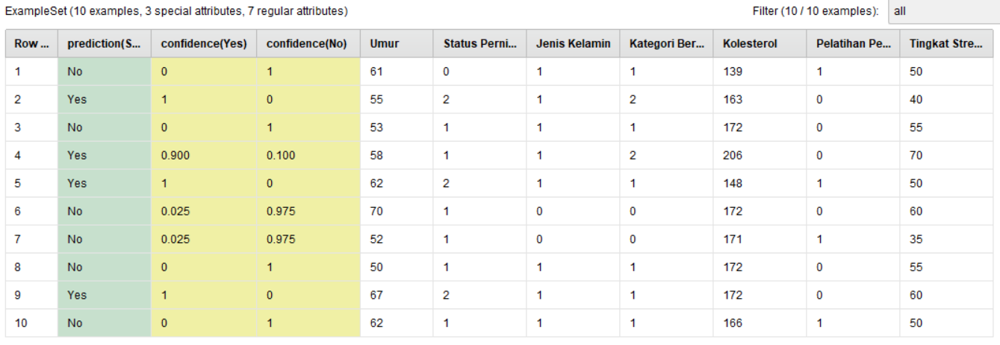 ExampleSet (10 examples, 3 special attributes, 7 regular attributes) Filter (10 / 10 examples): all
Row ... prediction(S... confidence(Yes) confidence(No) Umur Status Perni... Jenis Kelamin Kategori Ber... Kolesterol Pelatihan Pe... Tingkat Stre...
1 No 0 1 61 0 1 1 139 1 50
2 Yes 1 0 55 2 1 2 163 0 40
3 No 0 1 53 1 1 1 172 0 55
4 Yes 0.900 0.100 58 1 1 2 206 0 70
5 Yes 1 0 62 2 1 1 148 1 50
6 No 0.025 0.975 70 1 0 0 172 0 60
7 No 0.025 0.975 52 1 0 0 171 1 35
8 No 0 1 50 1 1 1 172 0 55
9 Yes 1 0 67 2 1 1 172 0 60
10 No 0 1 62 1 1 1 166 1 50